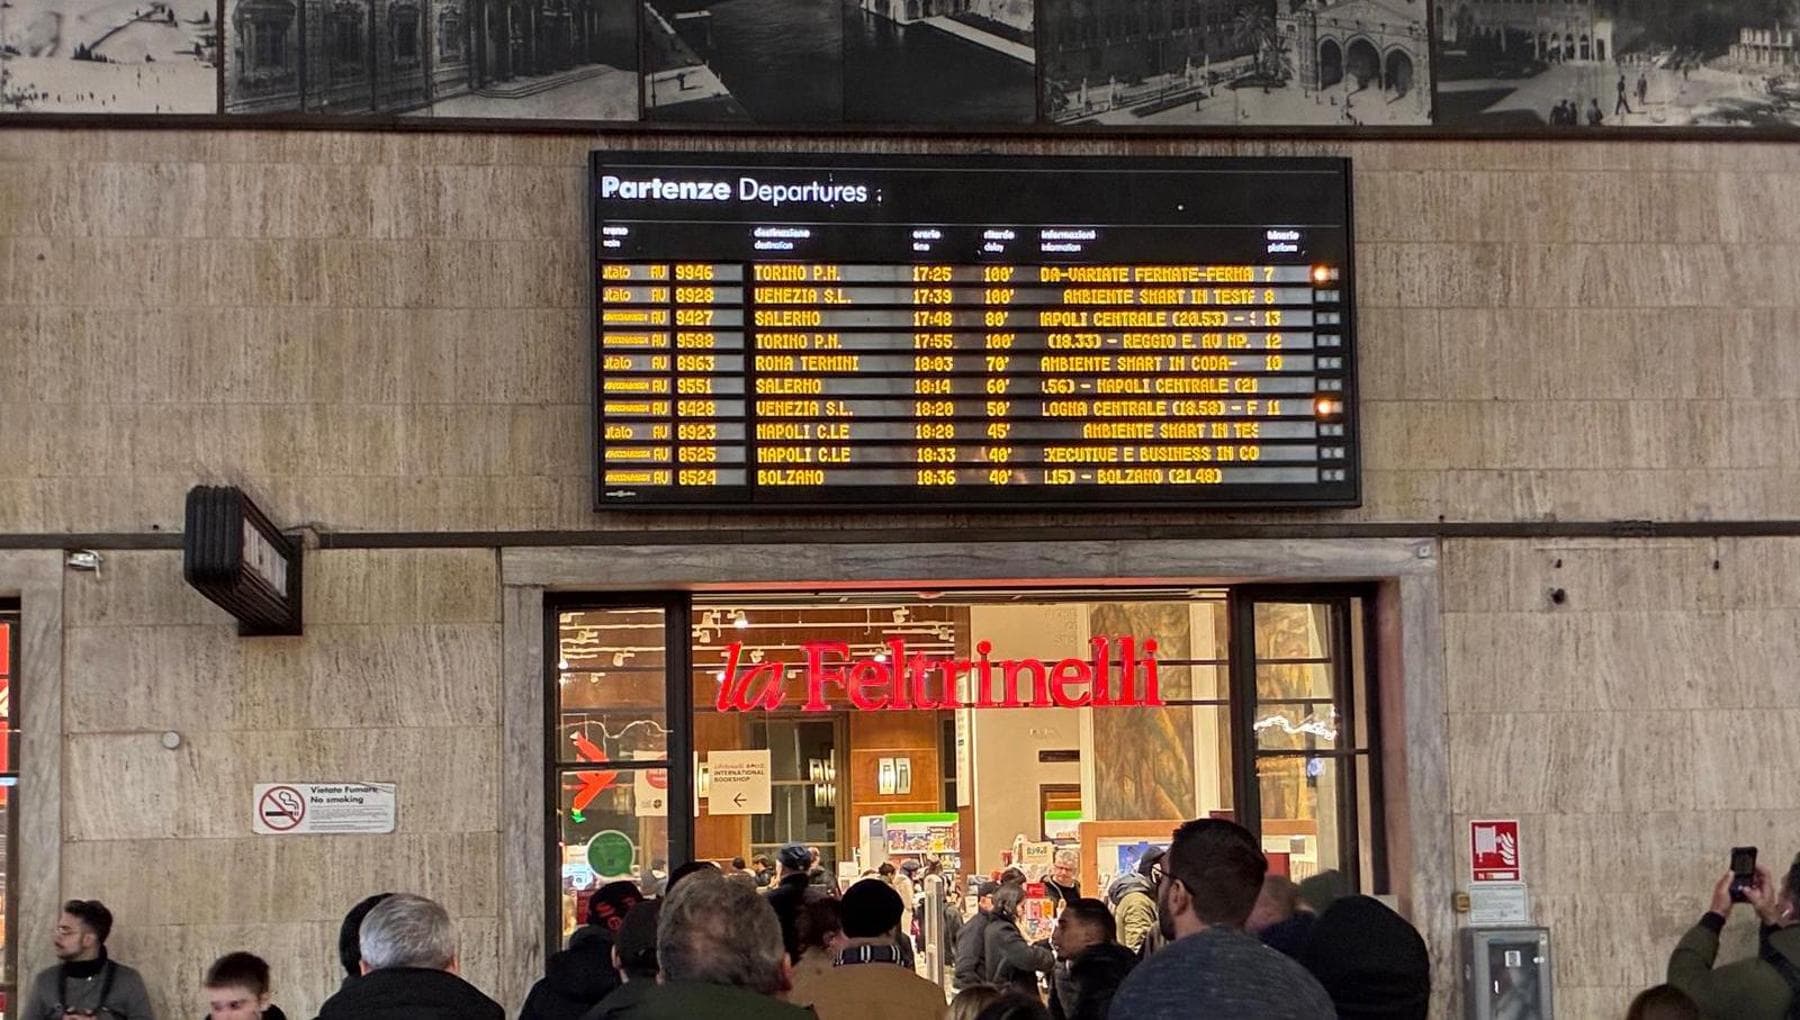 Partenze Departures
treno destinazione orario ritardo informazioni binario
destination time delay information platform
italo AV 9946 TORINO P.N. 17:25 100' DA-VARIATE FERMATE-FERMA 7
italo AV 8928 VENEZIA S.L. 17:39 100' AMBIENTE SMART IN TESTA 8
AV 9427 SALERNO 17:48 80' NAPOLI CENTRALE (20.53) - 13
AV 9588 TORINO P.N. 17:55 100' (18.33) - REGGIO E. AV MP. 12
italo AV 8963 ROMA TERMINI 18:03 70' AMBIENTE SMART IN CODA- 10
AV 9551 SALERNO 18:14 60' .56) - NAPOLI CENTRALE (21
AV 9428 VENEZIA S.L. 18:20 50' LOGNA CENTRALE (18.58) - F 11
italo AV 8923 NAPOLI C.LE 18:28 45' AMBIENTE SMART IN TES
AV 8525 NAPOLI C.LE 18:33 40' EXECUTIVE E BUSINESS IN CO
AV 8524 BOLZANO 18:36 40' .15) - BOLZANO (21.48)
la Feltrinelli
INTERNATIONAL
BOOKSHOP
Vietato Fumare
No smoking